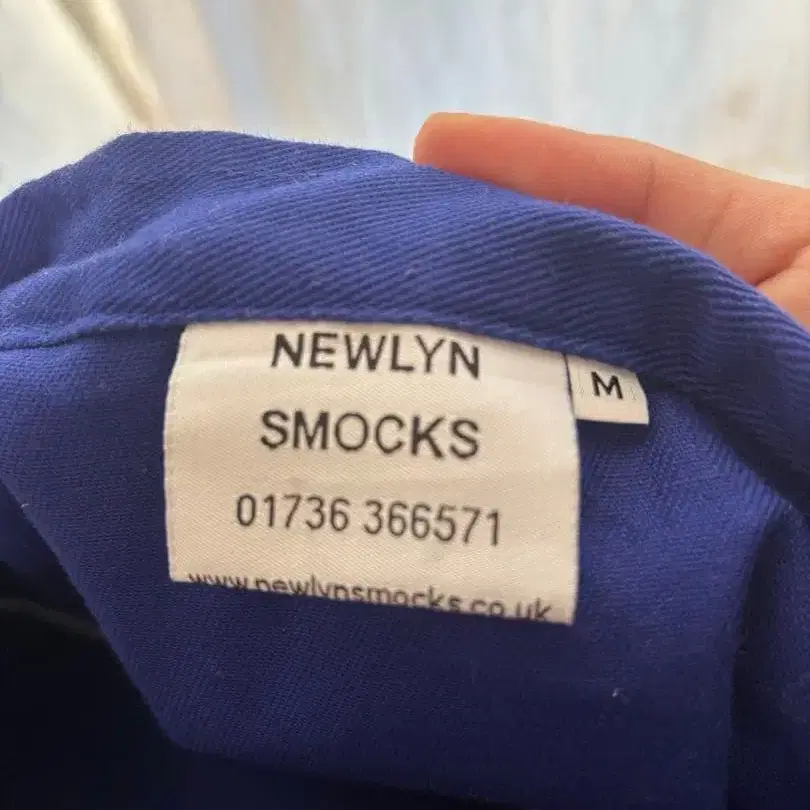 NEWLYN
SMOCKS
01736 366571
www.newlynsmocks.co.uk
M